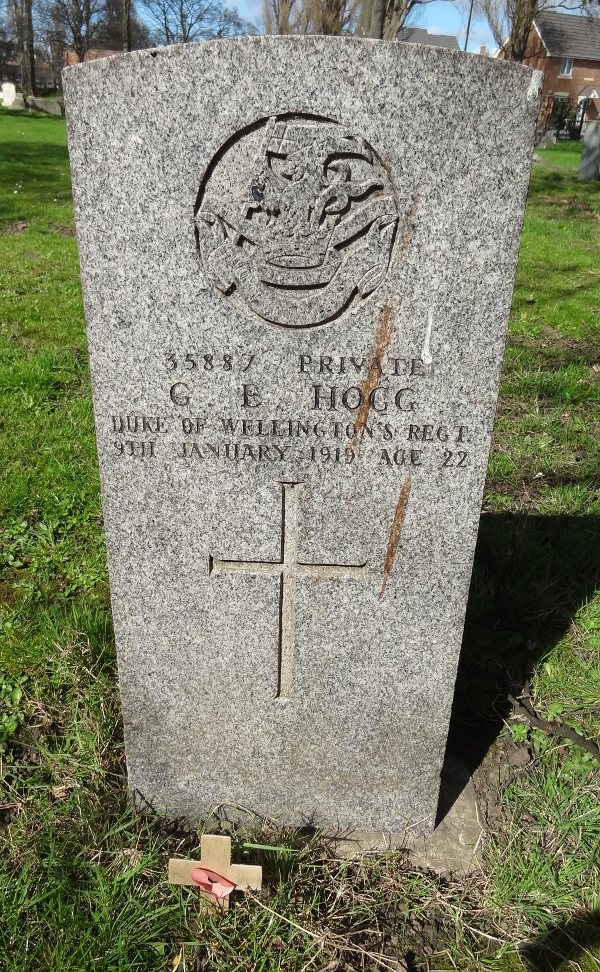 35887 PRIVATE
G E HOGG
DUKE OF WELLINGTON'S REGT.
9TH JANUARY 1919 AGE 22